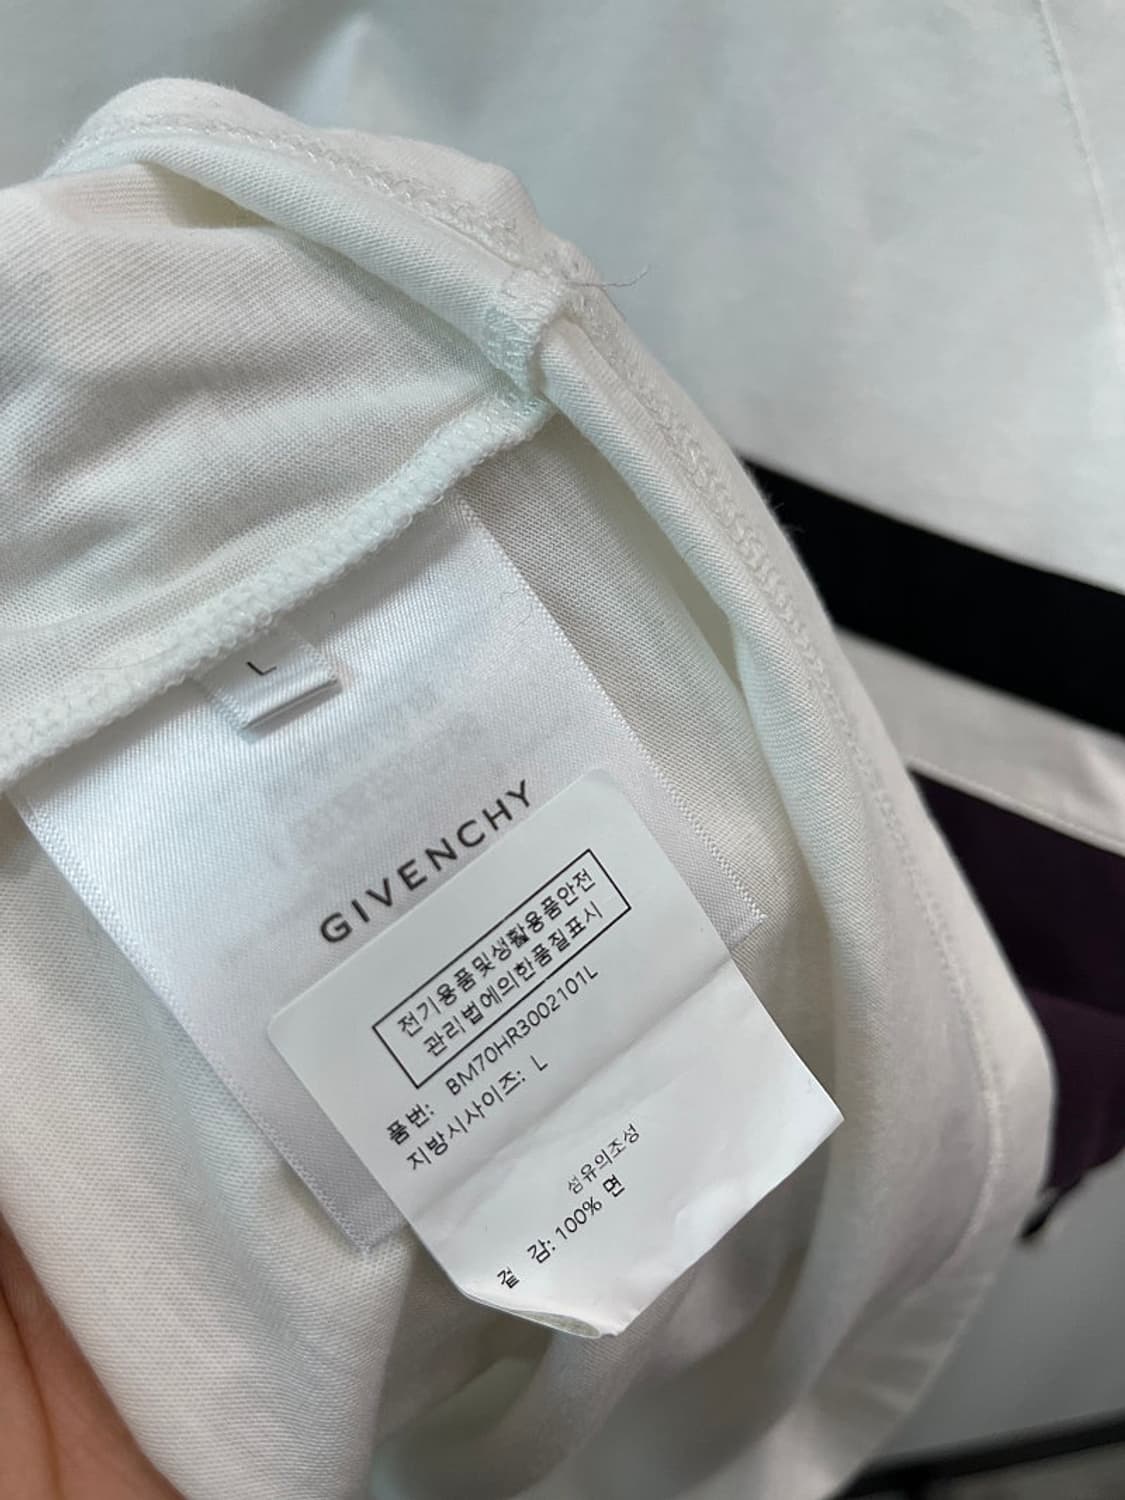 L
GIVENCHY
전기용품및생활용품안전
관리법에의한품질표시
품번: BM70HR3002101L
지방시사이즈: L
섬유의조성
겉 감: 100% 면